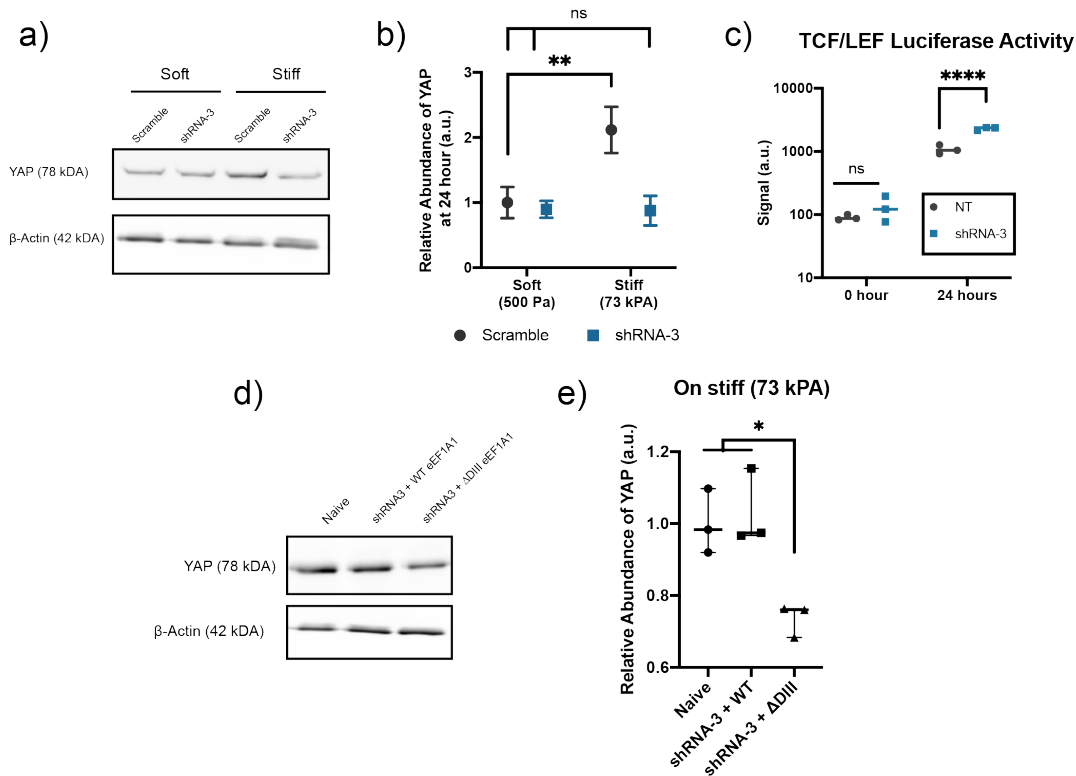 a)
Soft
Stiff
Scramble
shRNA-3
Scramble
shRNA-3
YAP (78 kDA)
β-Actin (42 kDA)
b)
ns
**
Relative Abundance of YAP
at 24 hour (a.u.)
3
2
1
0
Soft
(500 Pa)
Stiff
(73 kPA)
Scramble
shRNA-3
c)
TCF/LEF Luciferase Activity
****
ns
Signal (a.u.)
10000
1000
100
10
NT
shRNA-3
0 hour
24 hours
d)
Naive
shRNA3 + WT eEF1A1
shRNA3 + ΔDIII eEF1A1
YAP (78 kDA)
β-Actin (42 kDA)
e)
On stiff (73 kPA)
*
Relative Abundance of YAP (a.u.)
1.2
1.0
0.8
0.6
Naive
shRNA-3 + WT
shRNA-3 + ΔDIII